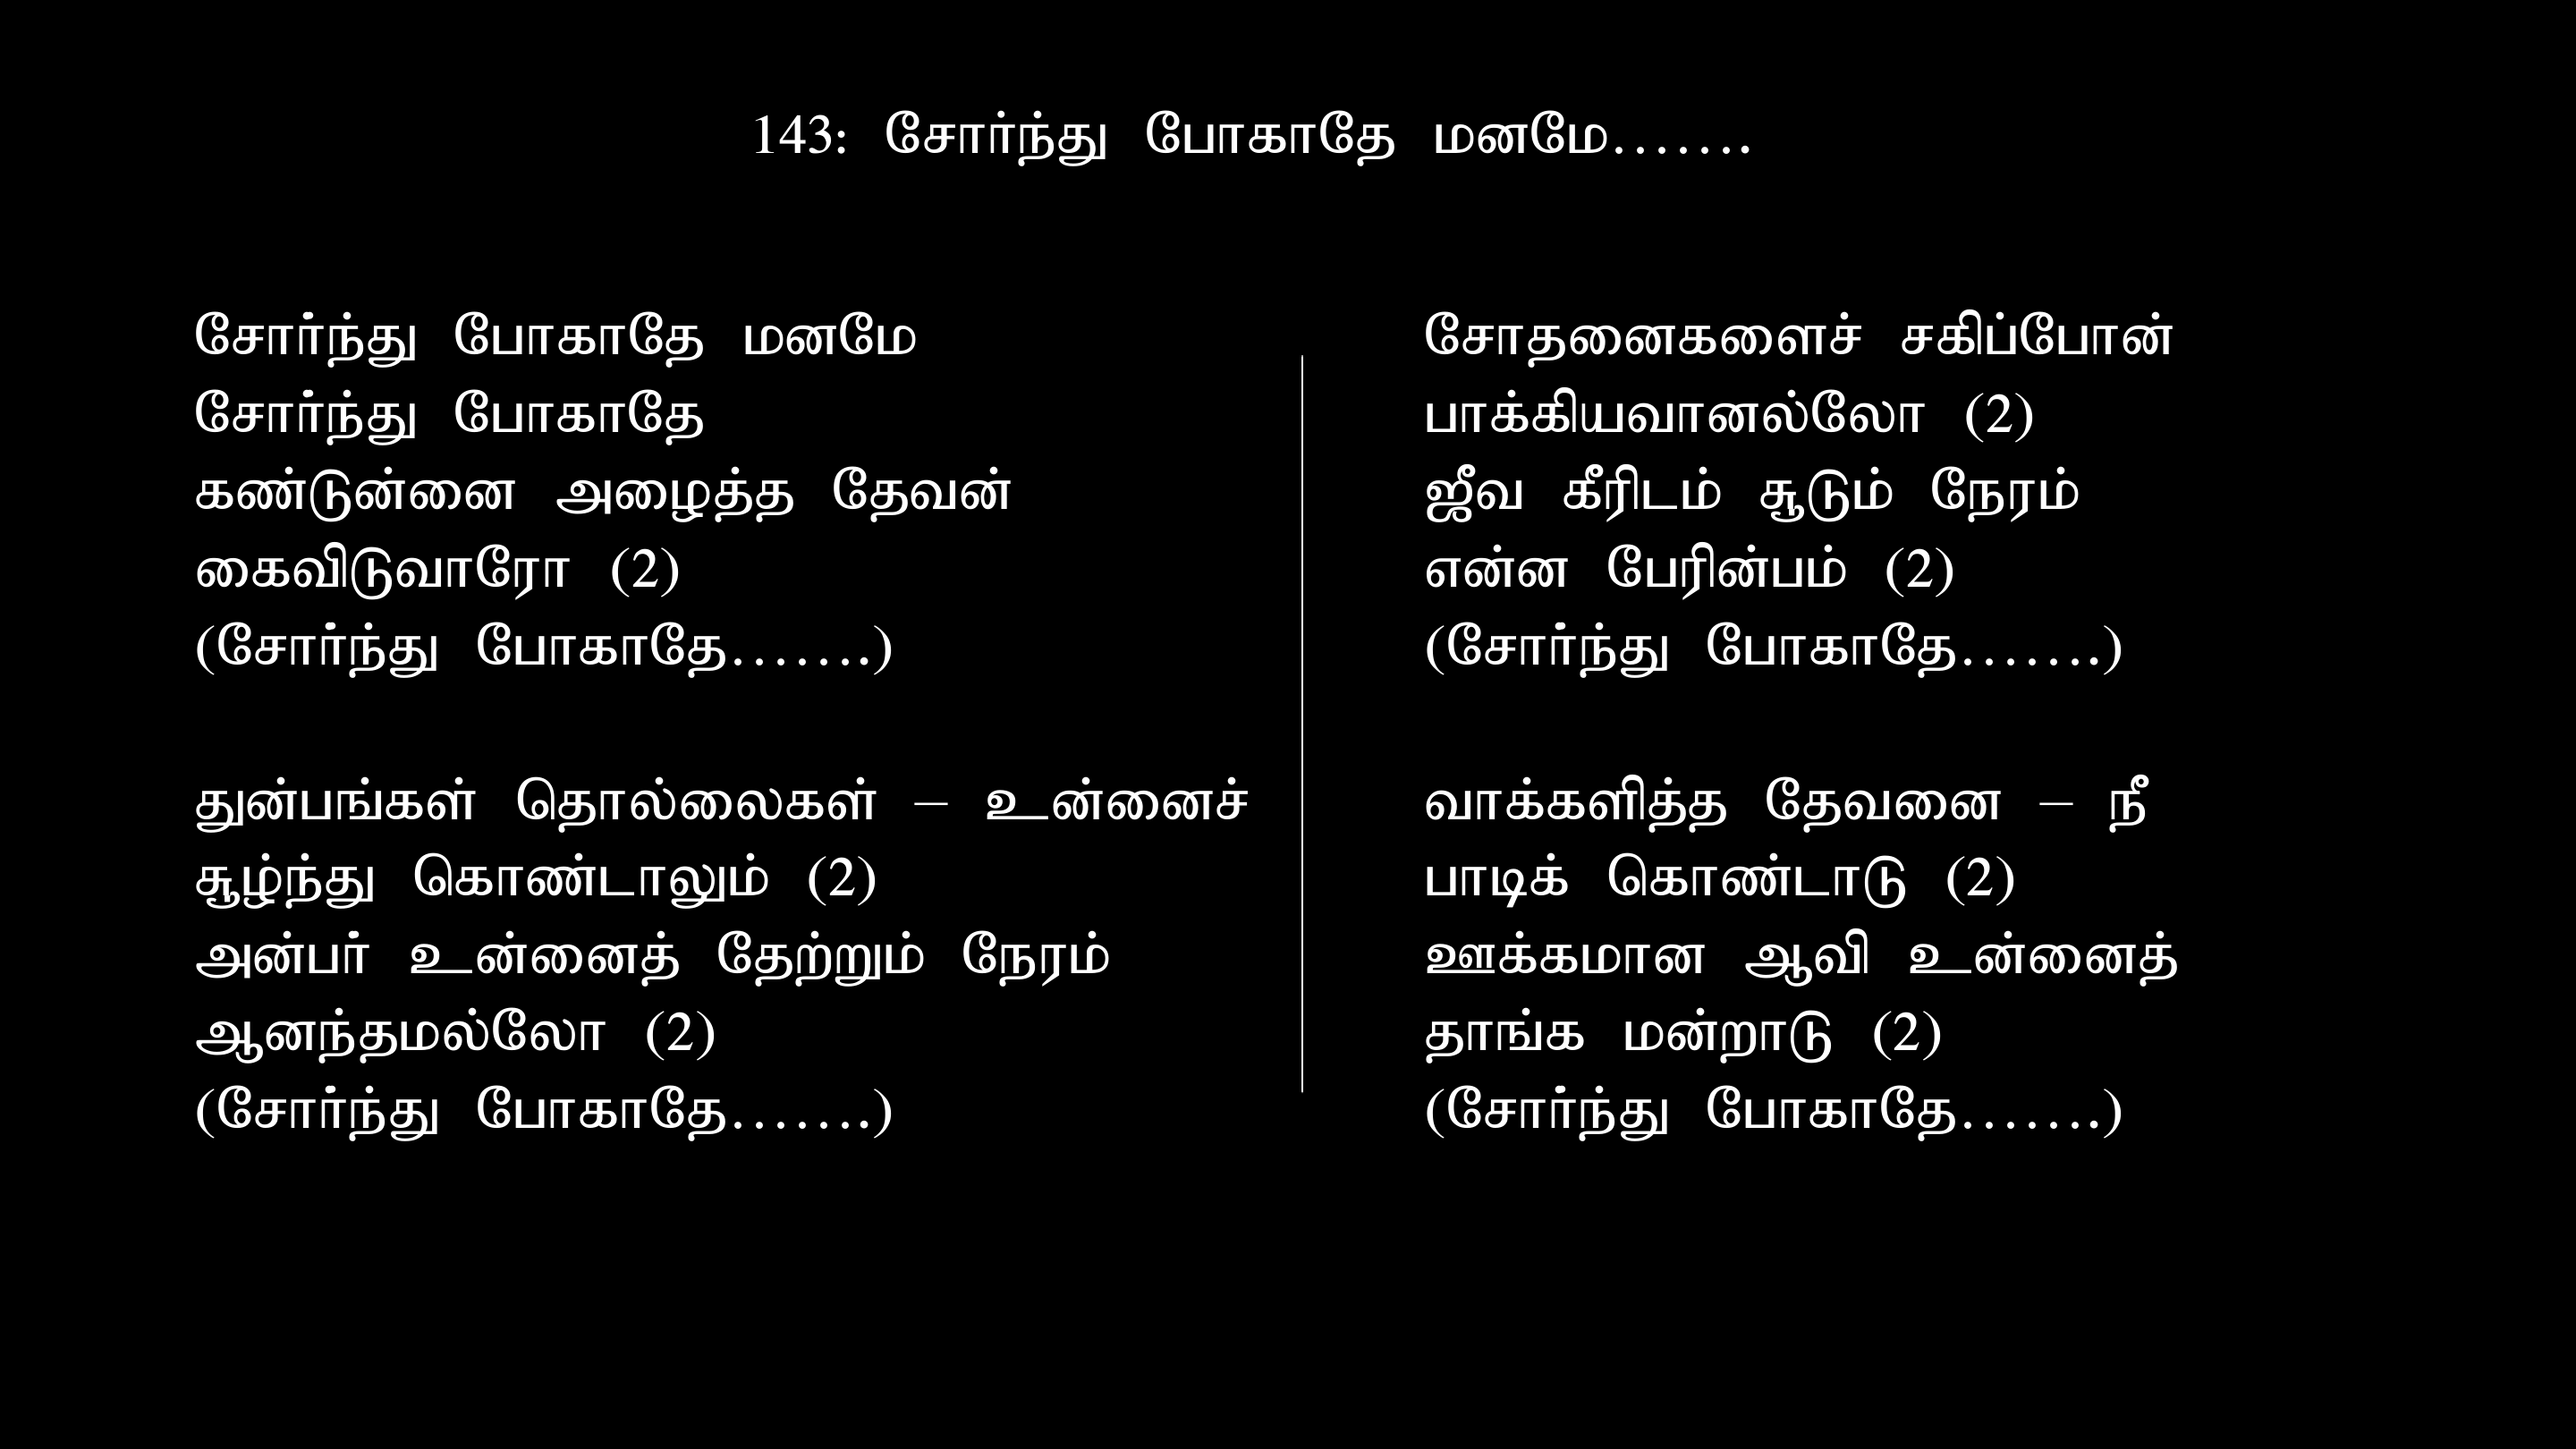 143: சோர்ந்து போகாதே மனமே.......
சோர்ந்து போகாதே மனமே
சோர்ந்து போகாதே
கண்டுன்னை அழைத்த தேவன்
கைவிடுவாரோ (2)
(சோர்ந்து போகாதே.......)
துன்பங்கள் தொல்லைகள் – உன்னைச்
சூழ்ந்து கொண்டாலும் (2)
அன்பர் உன்னைத் தேற்றும் நேரம்
ஆனந்தமல்லோ (2)
(சோர்ந்து போகாதே.......)
சோதனைகளைச் சகிப்போன்
பாக்கியவானல்லோ (2)
ஜீவ கீரிடம் சூடும் நேரம்
என்ன பேரின்பம் (2)
(சோர்ந்து போகாதே.......)
வாக்களித்த தேவனை – நீ
பாடிக் கொண்டாடு (2)
ஊக்கமான ஆவி உன்னைத்
தாங்க மன்றாடு (2)
(சோர்ந்து போகாதே.......)